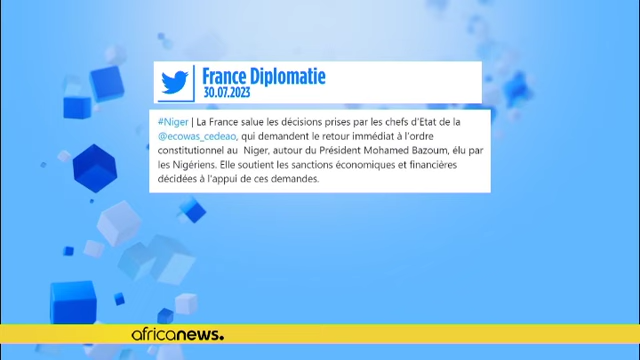 France Diplomatie
30.07.2023
#Niger | La France salue les décisions prises par les chefs d'Etat de la
@ecowas_cedeao, qui demandent le retour immédiat à l'ordre
constitutionnel au Niger, autour du Président Mohamed Bazoum, élu par
les Nigériens. Elle soutient les sanctions économiques et financières
décidées à l'appui de ces demandes.
africanews.